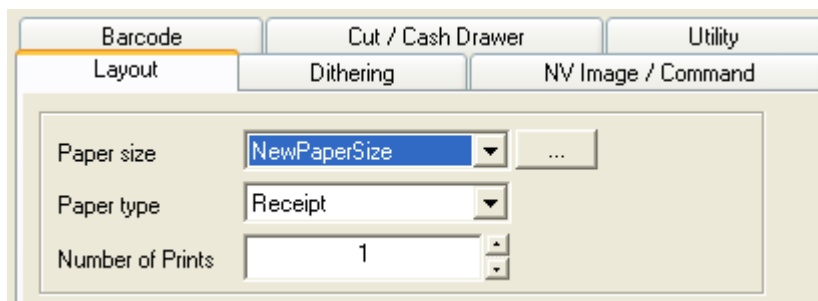 Barcode Cut / Cash Drawer Utility
Layout Dithering NV Image / Command
Paper size NewPaperSize ...
Paper type Receipt
Number of Prints 1